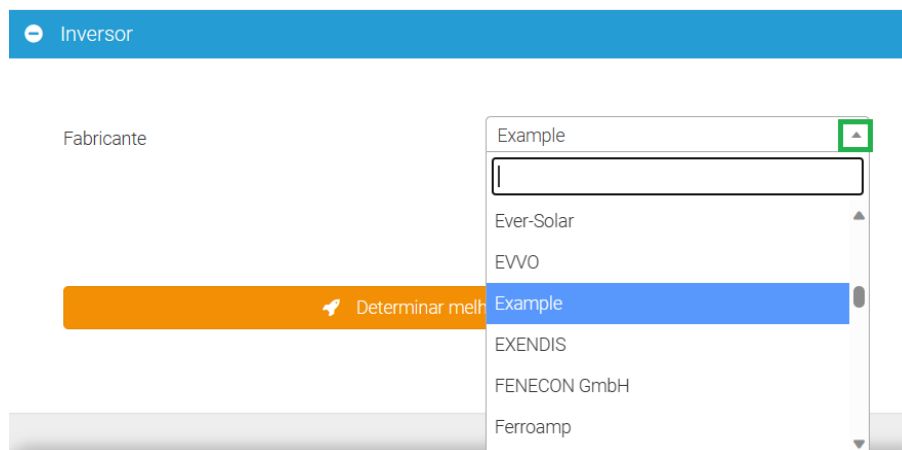 Inversor
Fabricante
Example
Ever-Solar
EVVO
Example
Determinar melh
EXENDIS
FENECON GmbH
Ferroamp